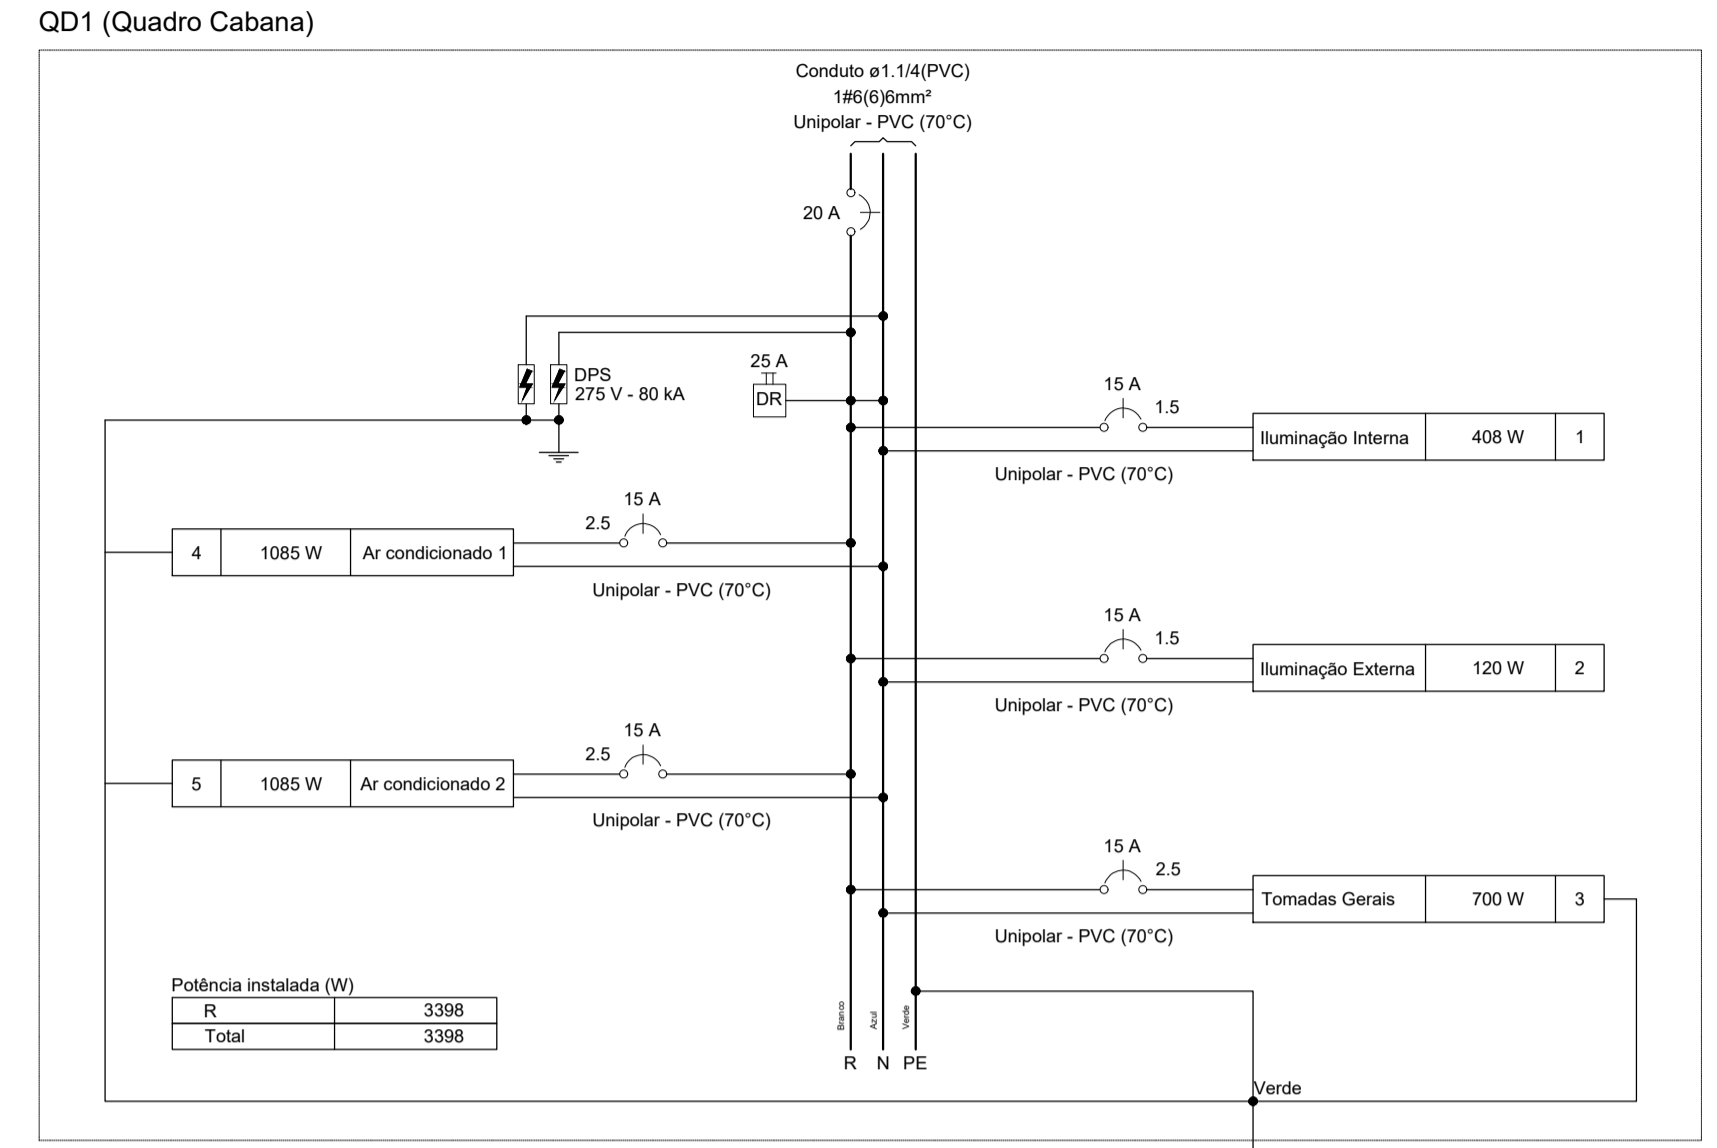 QD1 (Quadro Cabana)
Conduto ø1.1/4(PVC)
1#6(6)6mm²
Unipolar - PVC (70°C)
20 A
DPS
275 V - 80 kA
25 A
DR
15 A
1.5
Iluminação Interna 408 W 1
Unipolar - PVC (70°C)
15 A
2.5
4 1085 W Ar condicionado 1
Unipolar - PVC (70°C)
15 A
1.5
Iluminação Externa 120 W 2
Unipolar - PVC (70°C)
15 A
2.5
5 1085 W Ar condicionado 2
Unipolar - PVC (70°C)
15 A
2.5
Tomadas Gerais 700 W 3
Unipolar - PVC (70°C)
Potência instalada (W)
R 3398
Total 3398
Branco
Azul
Verde
R N PE
Verde